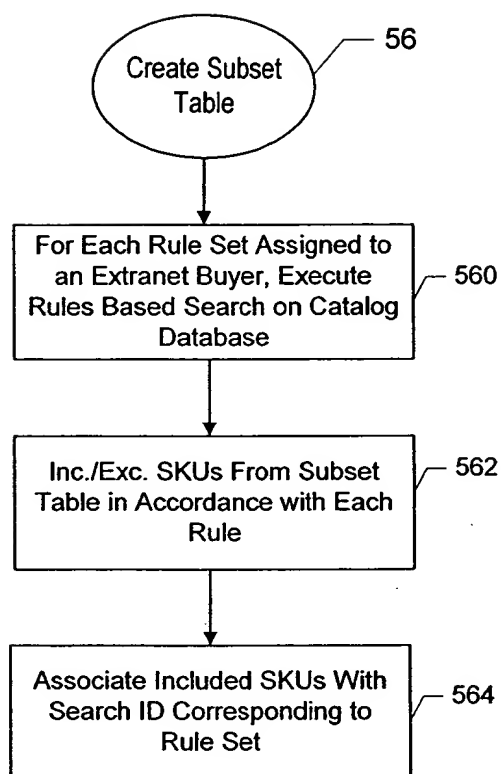 56
Create Subset
Table
For Each Rule Set Assigned to
an Extranet Buyer, Execute
Rules Based Search on Catalog
Database
560
Inc./Exc. SKUs From Subset
Table in Accordance with Each
Rule
562
Associate Included SKUs With
Search ID Corresponding to
Rule Set
564